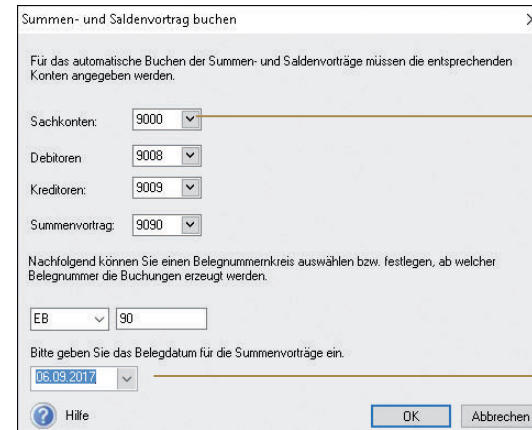 Summen- und Saldenvortrag buchen
Für das automatische Buchen der Summen- und Saldenvorträge müssen die entsprechenden
Konten angegeben werden.
Sachkonten: 9000
Debitoren 9008
Kreditoren: 9009
Summenvortrag: 9090
Nachfolgend können Sie einen Belegnummernkreis auswählen bzw. festlegen, ab welcher
Belegnummer die Buchungen erzeugt werden.
EB 90
Bitte geben Sie das Belegdatum für die Summenvorträge ein.
06.09.2017
Hilfe OK Abbrechen